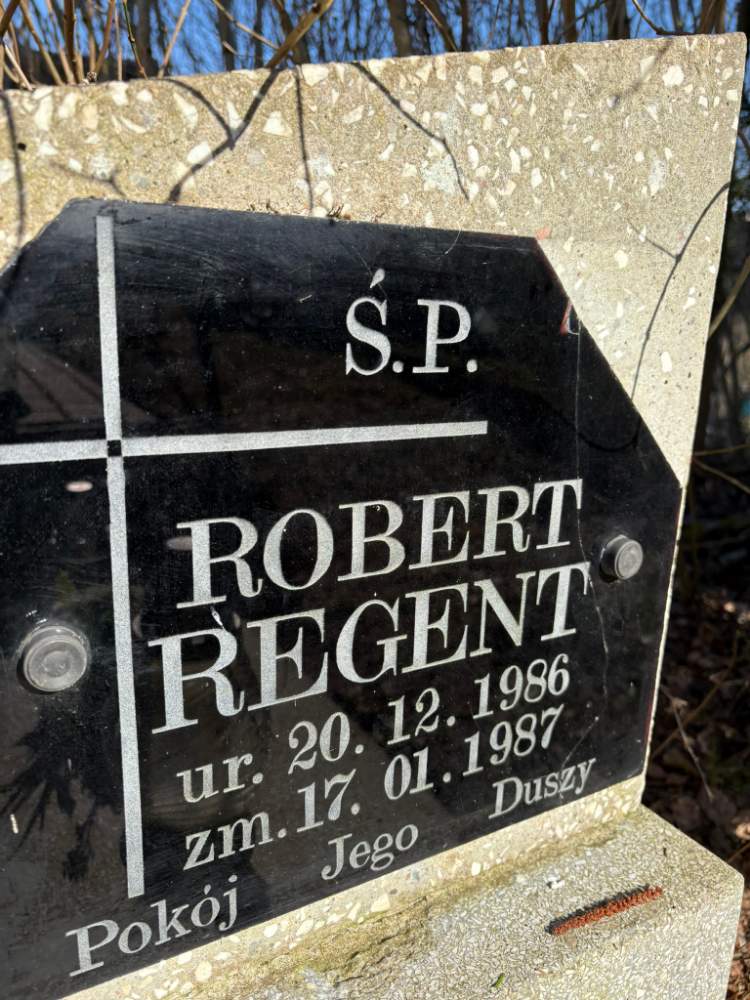 Ś.P.
ROBERT
REGENT
ur. 20. 12. 1986
zm. 17. 01. 1987
Pokój Jego Duszy